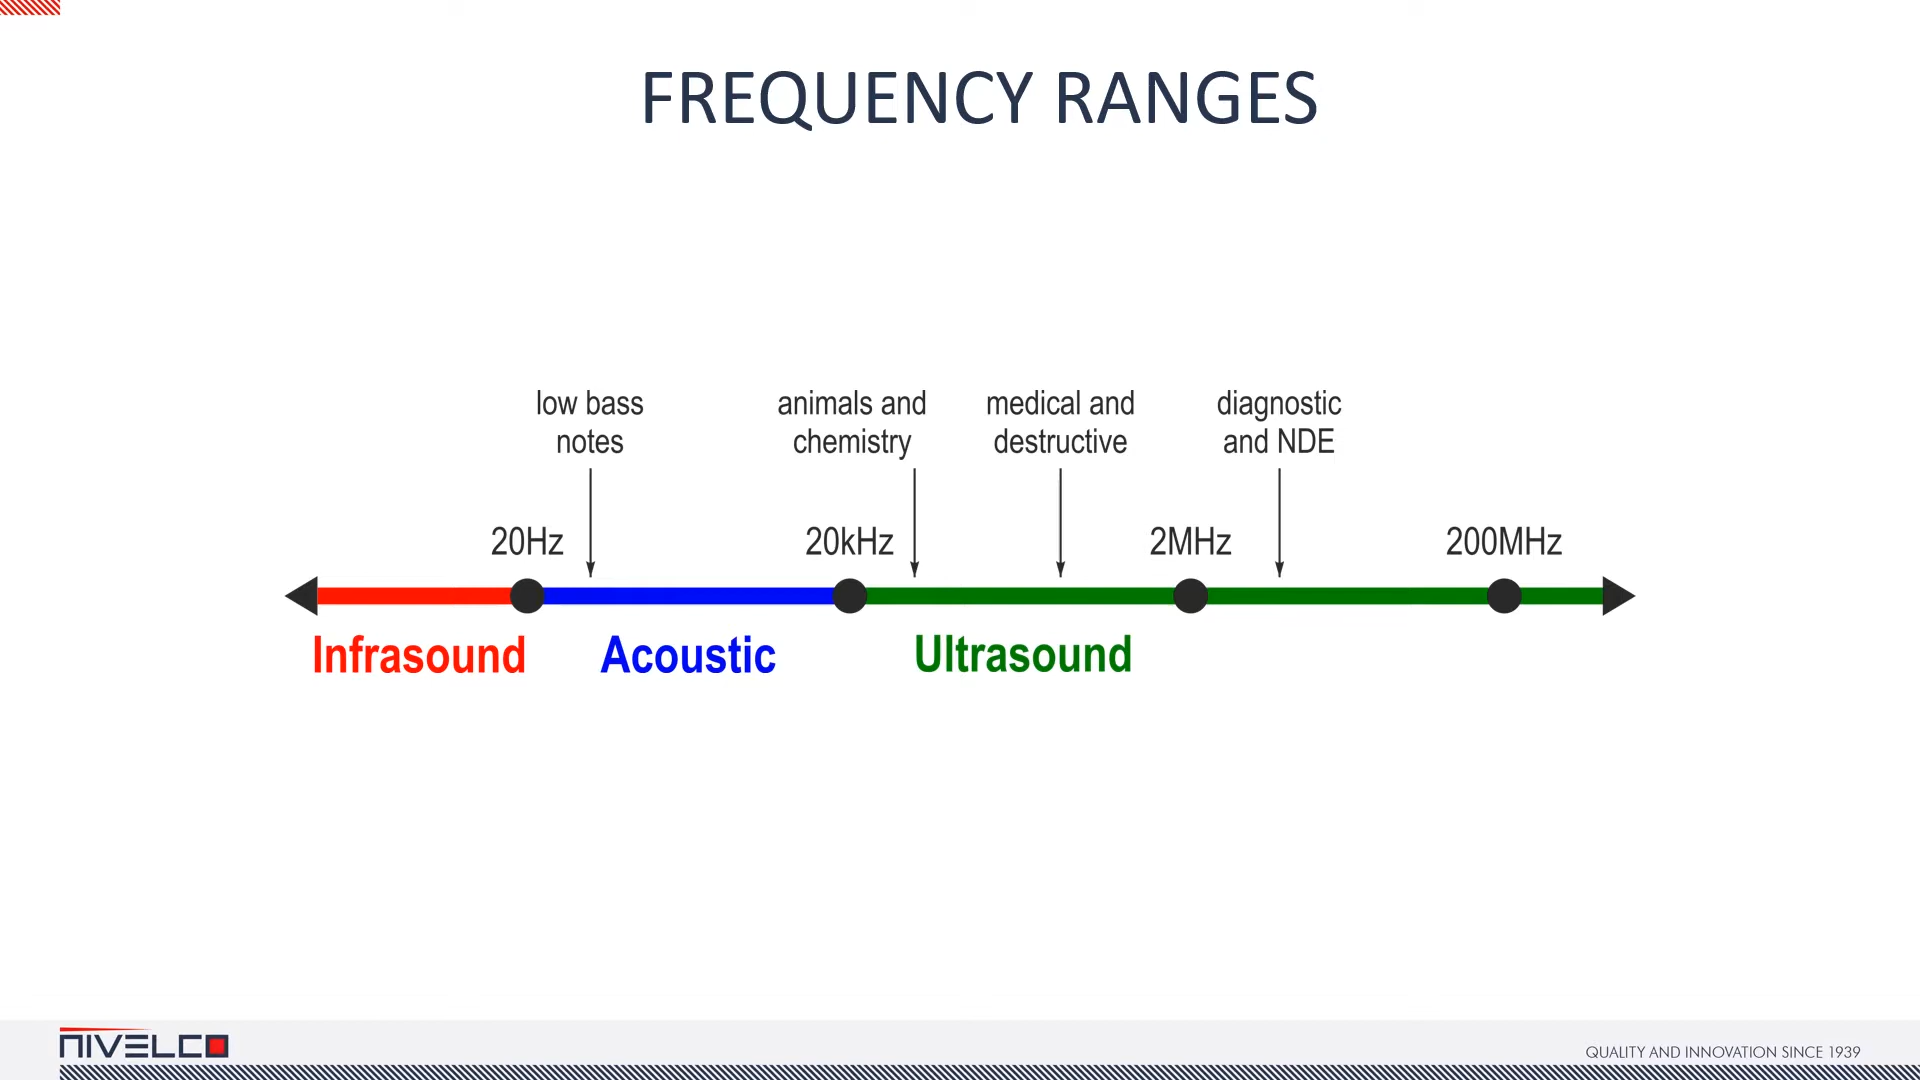 FREQUENCY RANGES
low bass
notes
animals and
chemistry
medical and
destructive
diagnostic
and NDE
20Hz
20kHz
2MHz
200MHz
Infrasound
Acoustic
Ultrasound
NIVELCO
QUALITY AND INNOVATION SINCE 1939